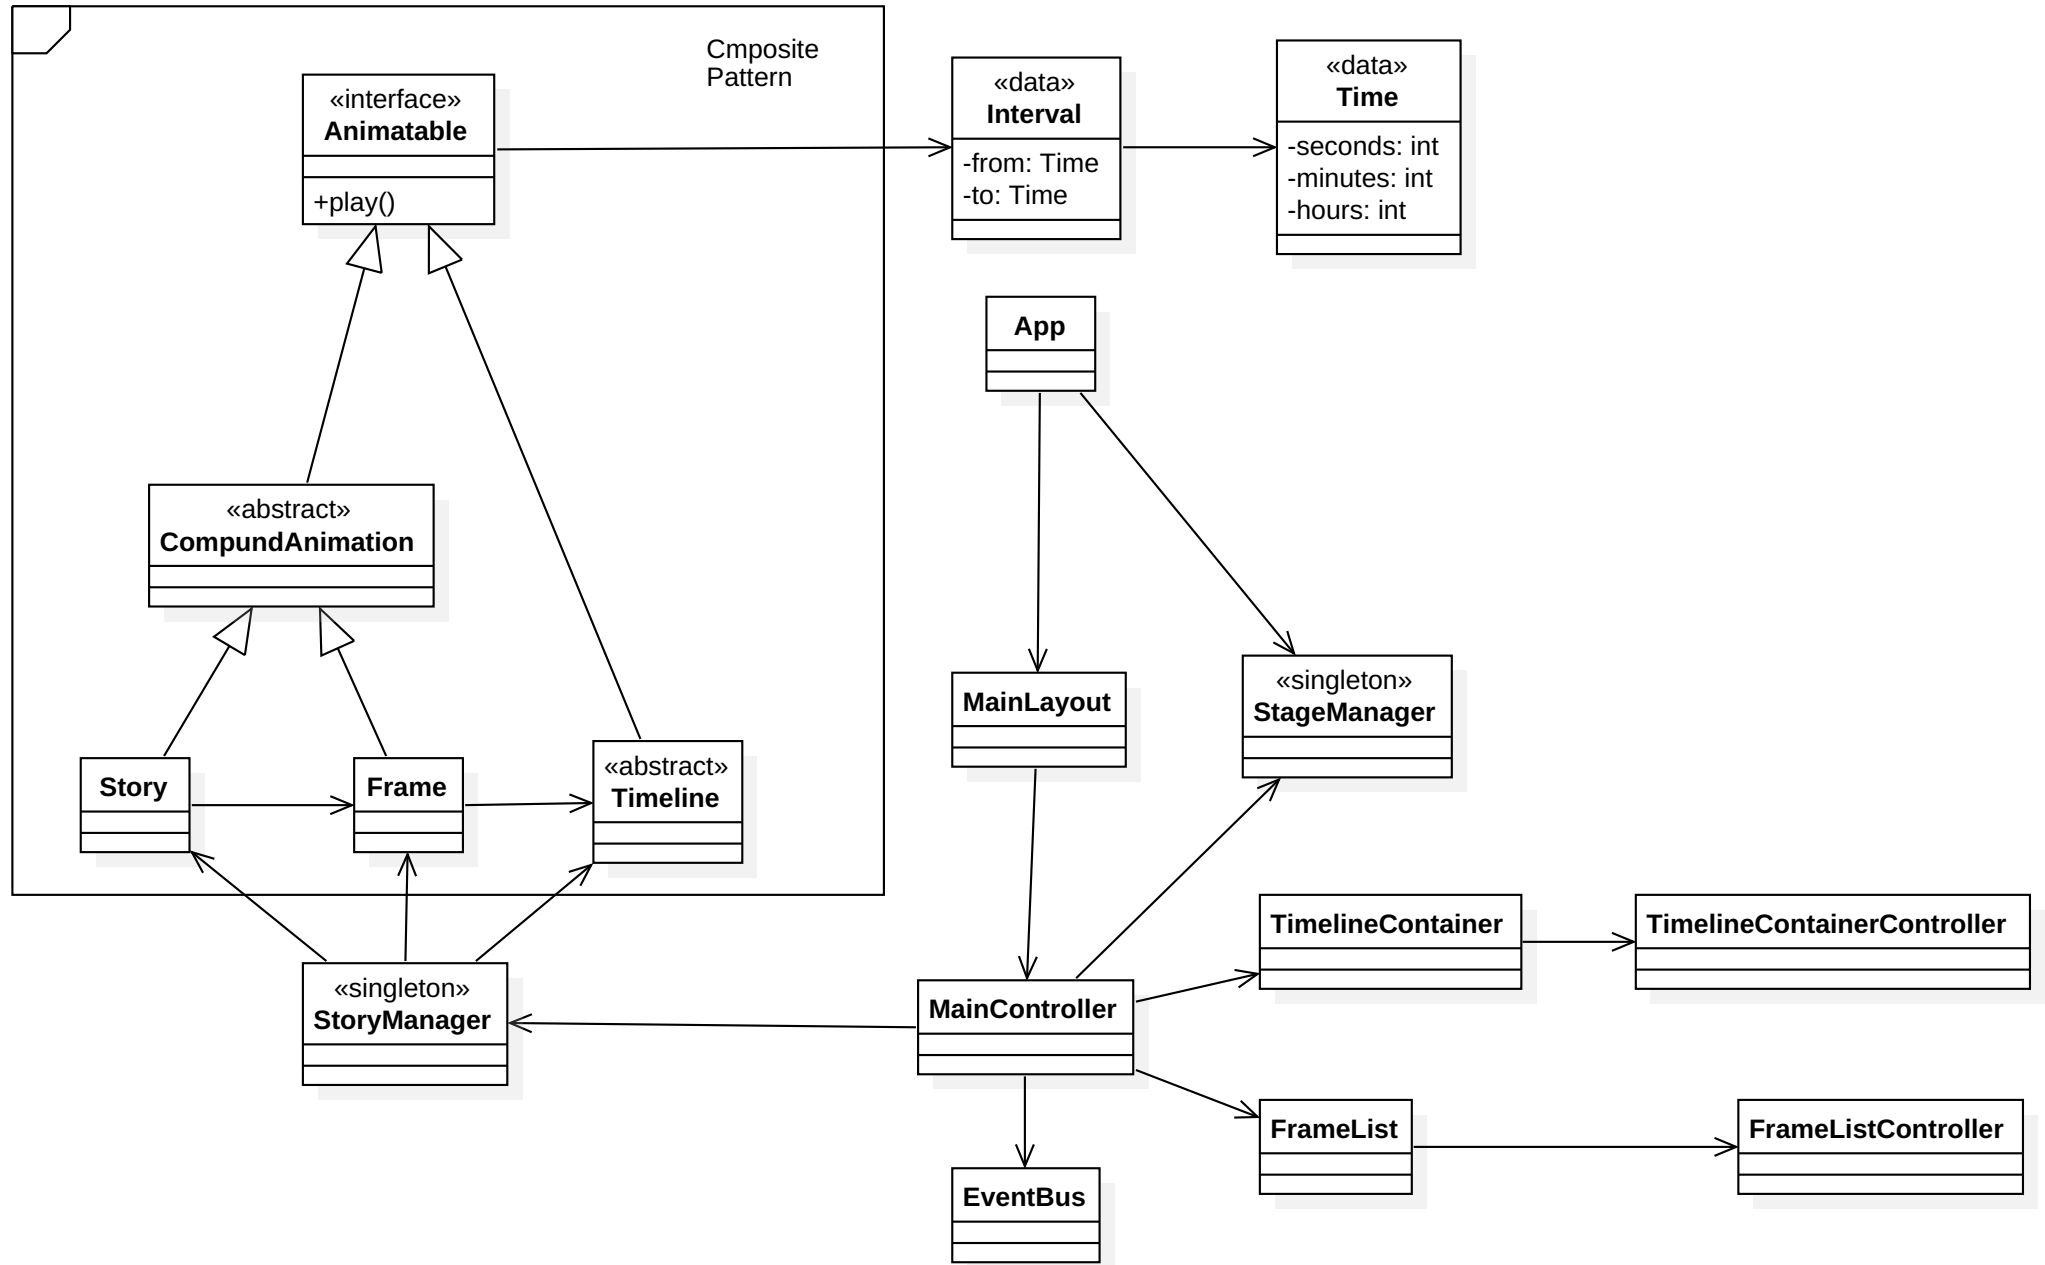 Cmposite
Pattern
«interface»
Animatable
+play()
«data»
Interval
-from: Time
-to: Time
«data»
Time
-seconds: int
-minutes: int
-hours: int
App
«abstract»
CompundAnimation
MainLayout
«singleton»
StageManager
Story
Frame
«abstract»
Timeline
TimelineContainer
TimelineContainerController
«singleton»
StoryManager
MainController
FrameList
FrameListController
EventBus